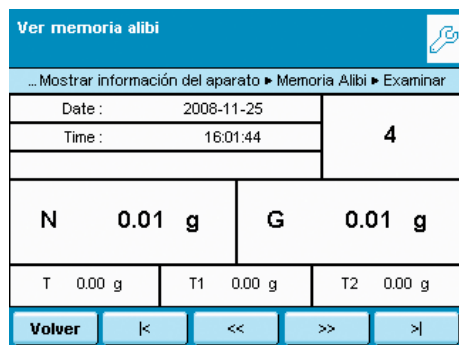 Ver memoria alibi
... Mostrar información del aparato ▸ Memoria Alibi ▸ Examinar
Date : 2008-11-25
Time : 16:01:44
4
N 0.01 g G 0.01 g
T 0.00 g T1 0.00 g T2 0.00 g
Volver |< << >> >|